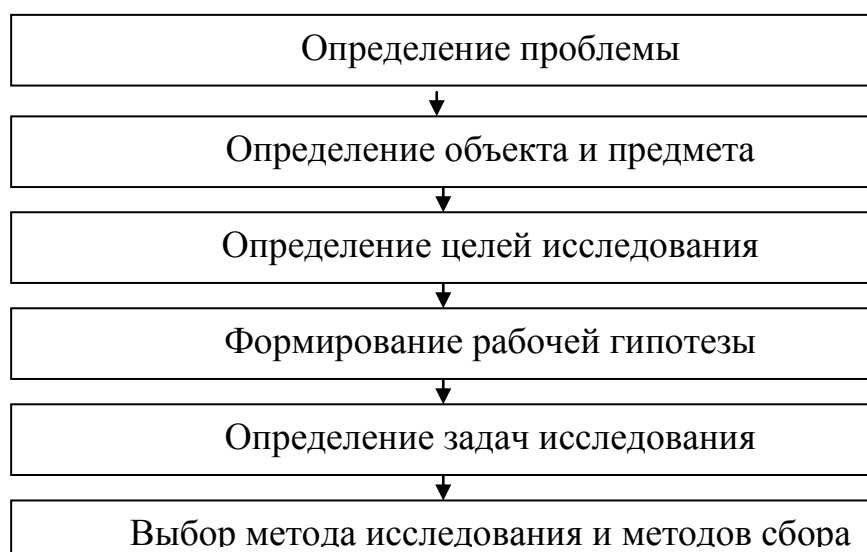 Определение проблемы
Определение объекта и предмета
Определение целей исследования
Формирование рабочей гипотезы
Определение задач исследования
Выбор метода исследования и методов сбора